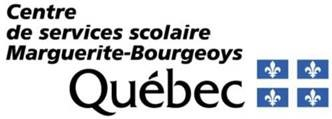 Centre
de services scolaire
Marguerite-Bourgeoys
Québec